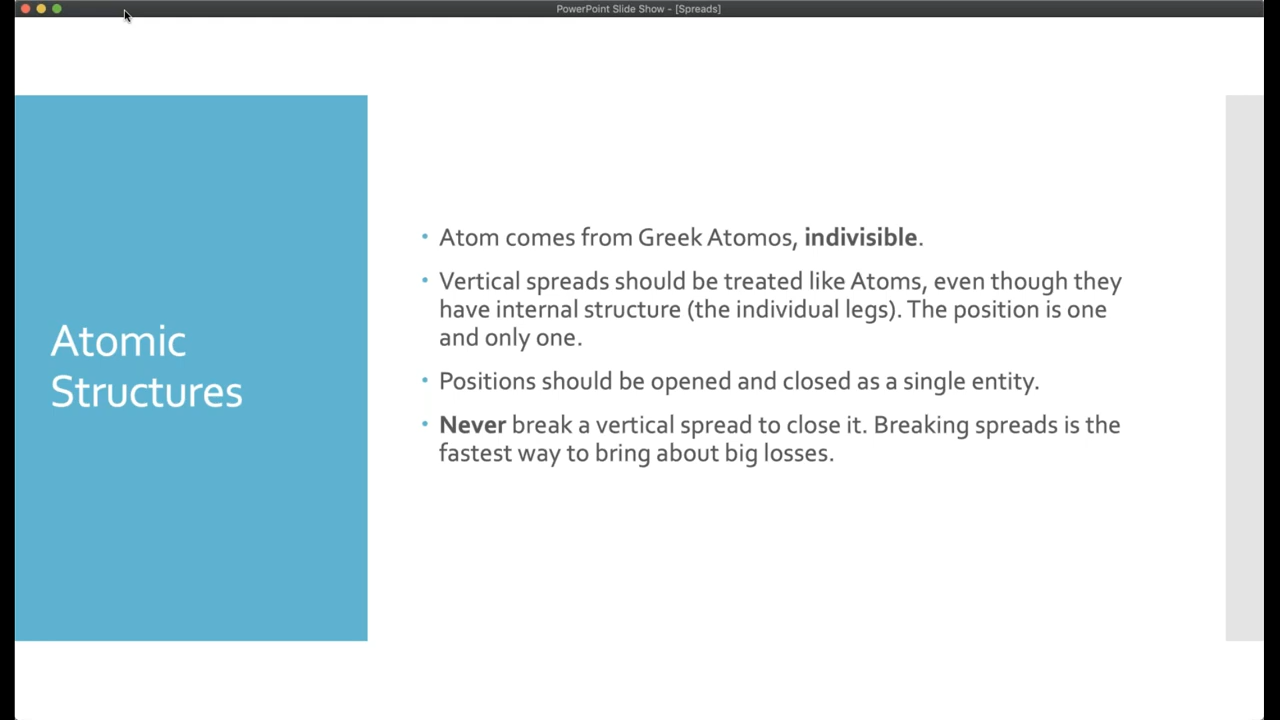 PowerPoint Slide Show - [Spreads]
Atomic
Structures
• Atom comes from Greek Atomos, indivisible.
• Vertical spreads should be treated like Atoms, even though they
have internal structure (the individual legs). The position is one
and only one.
• Positions should be opened and closed as a single entity.
• Never break a vertical spread to close it. Breaking spreads is the
fastest way to bring about big losses.